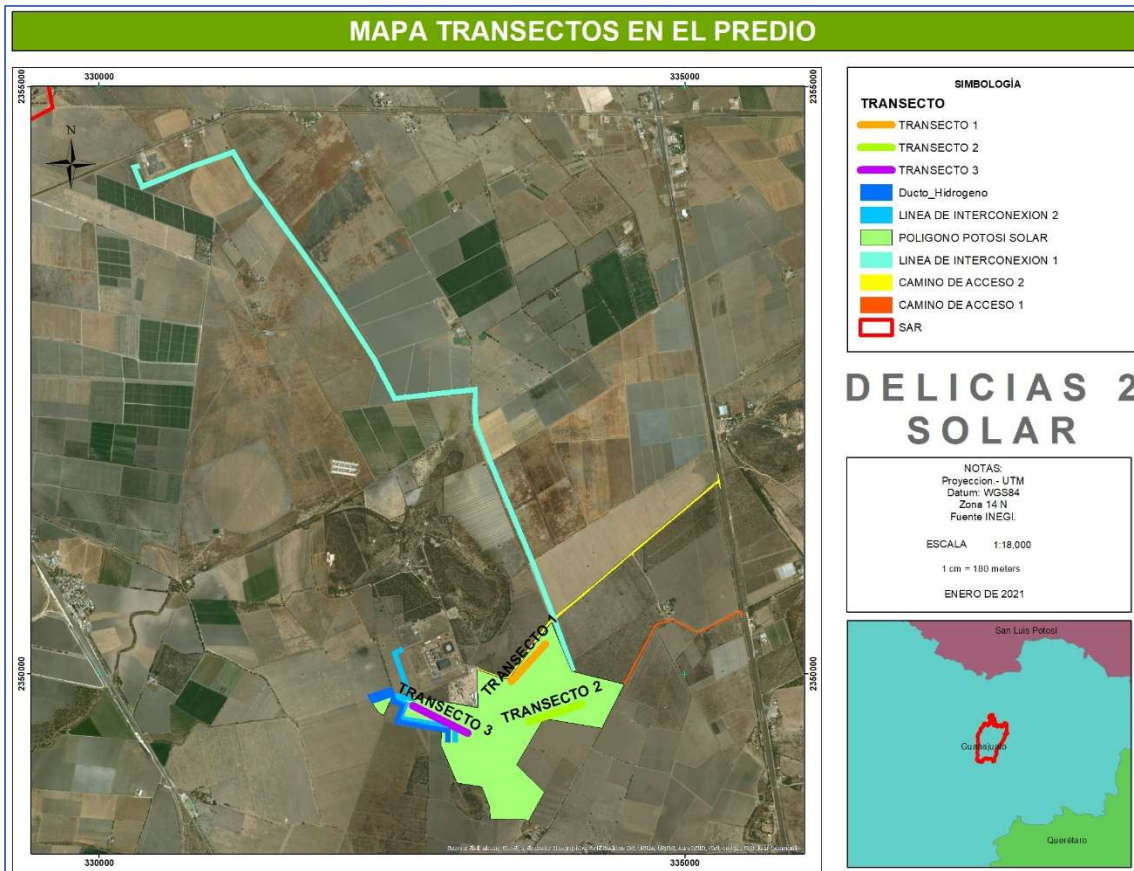 MAPA TRANSECTOS EN EL PREDIO
330000
335000
2355000
2355000
N
TRANSECTO 1
TRANSECTO 2
TRANSECTO 3
2350000
2350000
330000
335000
SIMBOLOGÍA
TRANSECTO
TRANSECTO 1
TRANSECTO 2
TRANSECTO 3
Ducto_Hidrogeno
LINEA DE INTERCONEXION 2
POLIGONO POTOSI SOLAR
LINEA DE INTERCONEXION 1
CAMINO DE ACCESO 2
CAMINO DE ACCESO 1
SAR
DELICIAS 2
SOLAR
NOTAS:
Proyeccion.- UTM
Datum: WGS84
Zona 14 N
Fuente INEGI.
ESCALA 1:18,000
1 cm = 180 meters
ENERO DE 2021
San Luis Potosí
Guanajuato
Querétaro